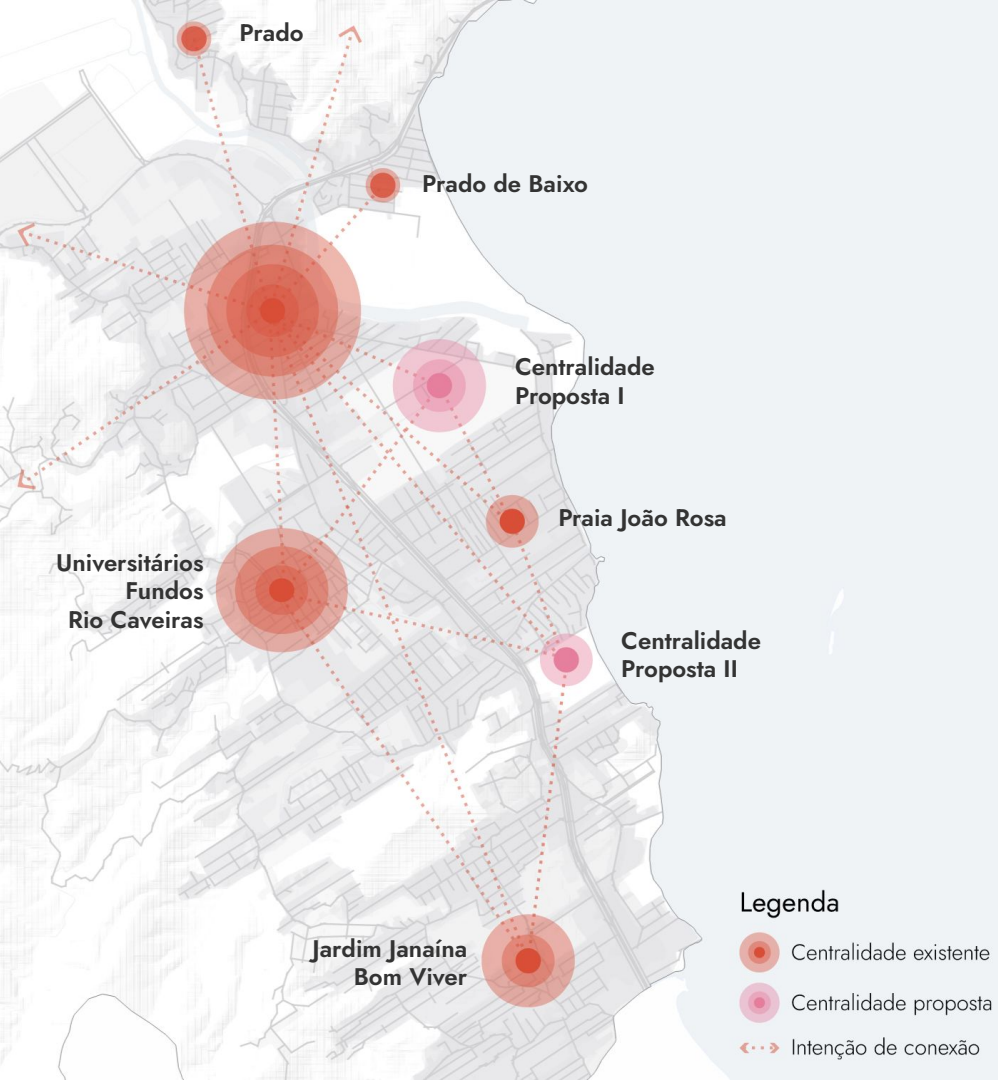 Prado
Prado de Baixo
Centralidade
Proposta I
Praia João Rosa
Universitários
Fundos
Rio Caveiras
Centralidade
Proposta II
Jardim Janaína
Bom Viver
Legenda
Centralidade existente
Centralidade proposta
Intenção de conexão